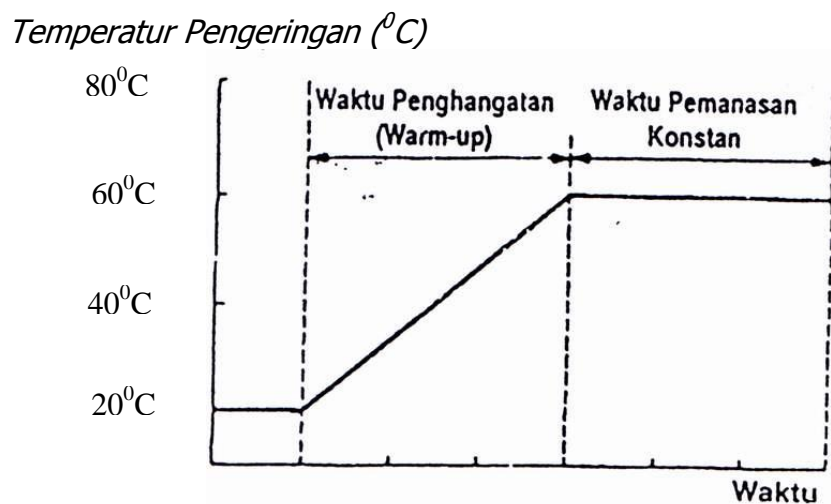 Temperatur Pengeringan (⁰C)
80⁰C
Waktu Penghangatan
(Warm-up)
Waktu Pemanasan
Konstan
60⁰C
40⁰C
20⁰C
Waktu